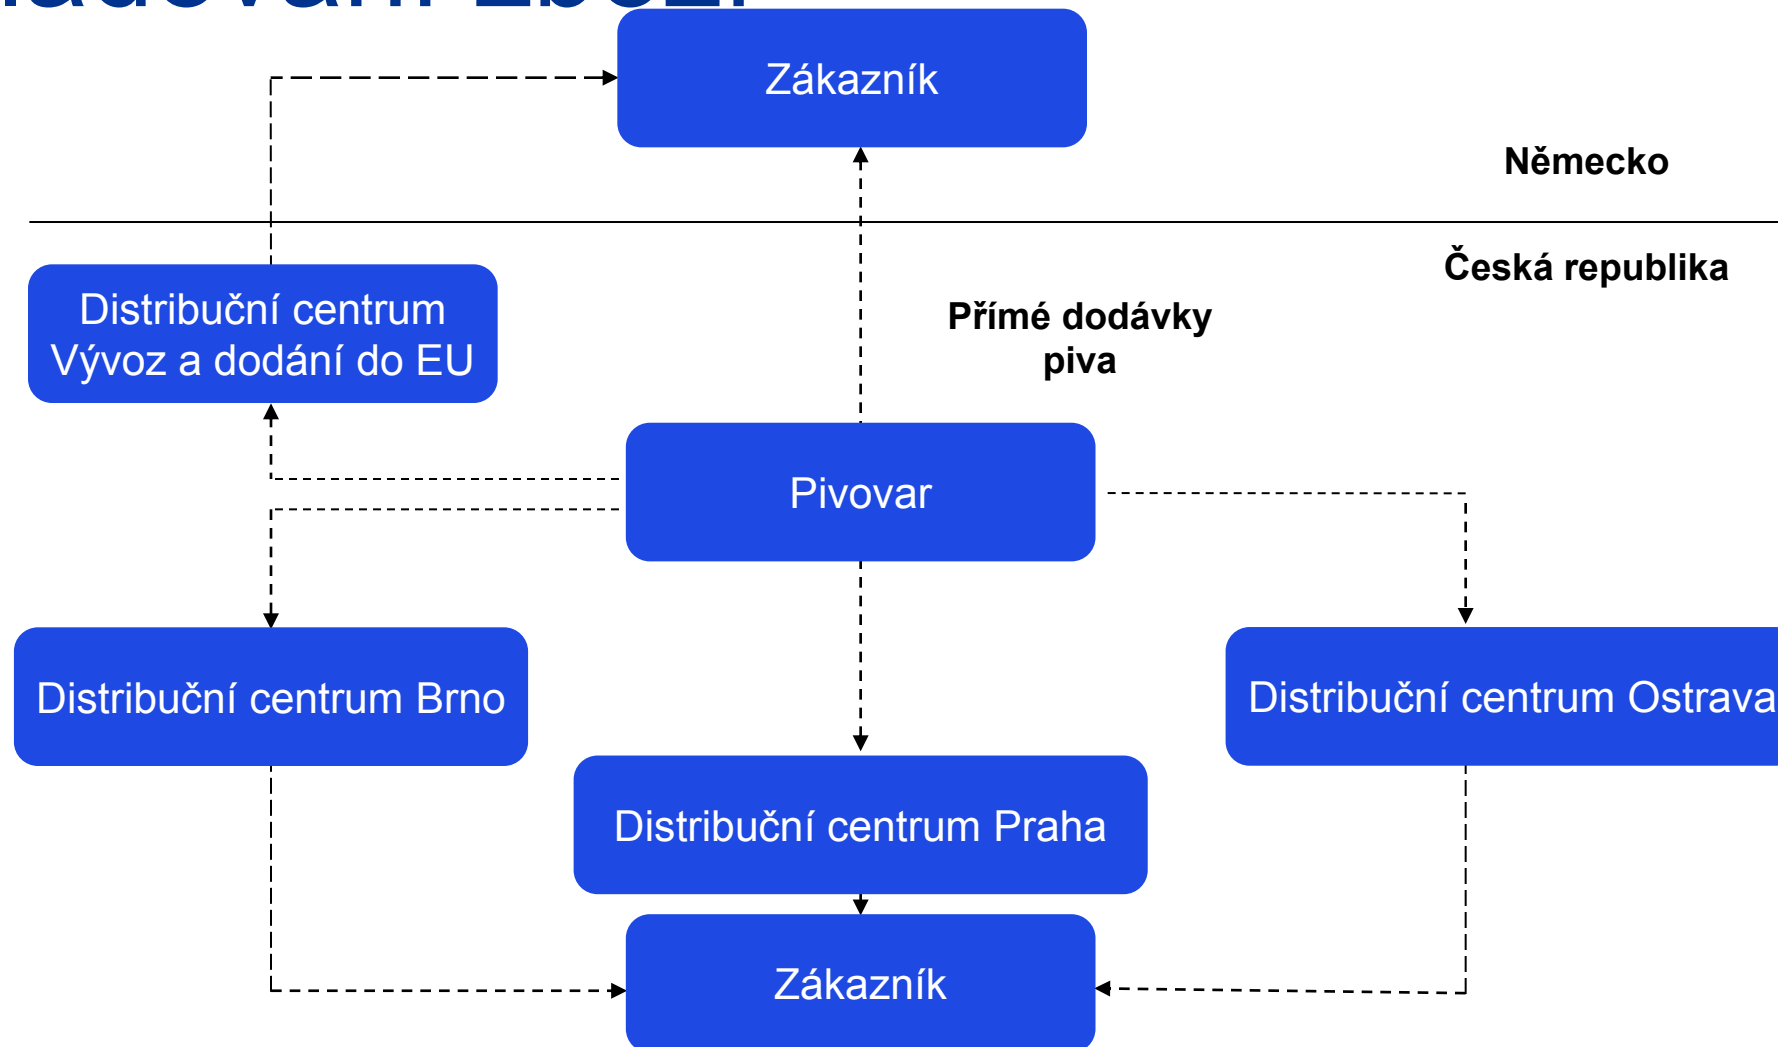 Zákazník
Německo
Česká republika
Distribuční centrum
Vývoz a dodání do EU
Přímé dodávky
piva
Pivovar
Distribuční centrum Brno
Distribuční centrum Ostrava
Distribuční centrum Praha
Zákazník